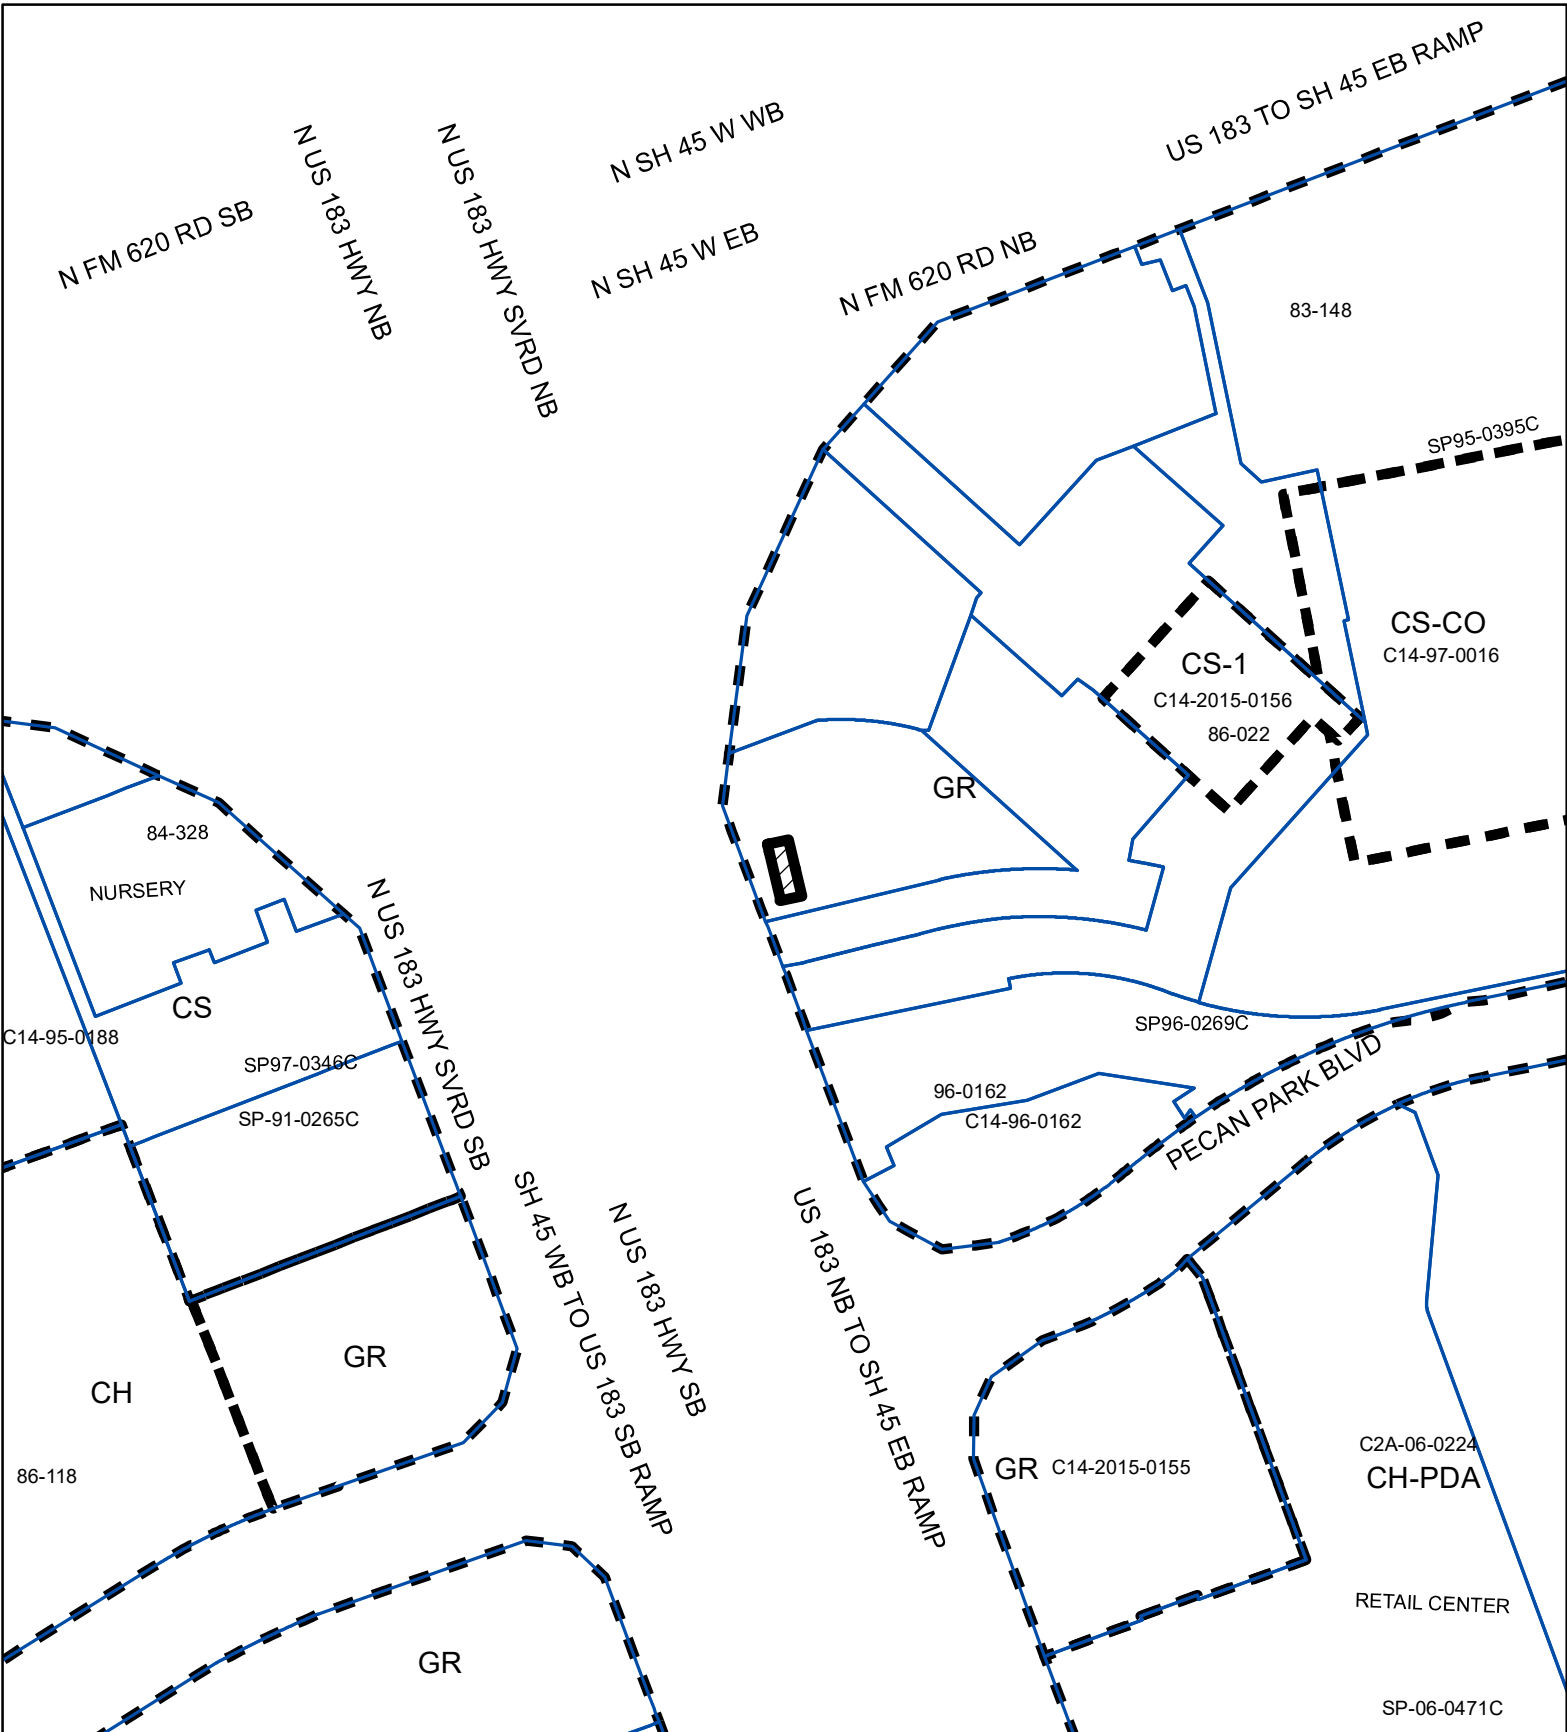 US 183 TO SH 45 EB RAMP
N SH 45 W WB
N US 183 HWY NB
N US 183 HWY SVRD NB
N FM 620 RD SB
N SH 45 W EB
N FM 620 RD NB
83-148
SP95-0395C
CS-CO
C14-97-0016
CS-1
C14-2015-0156
86-022
GR
84-328
NURSERY
CS
C14-95-0188
SP97-0346C
SP-91-0265C
N US 183 HWY SVRD SB
SP96-0269C
96-0162
C14-96-0162
PECAN PARK BLVD
SH 45 WB TO US 183 SB RAMP
N US 183 HWY SB
US 183 NB TO SH 45 EB RAMP
GR
CH
86-118
GR C14-2015-0155
C2A-06-0224
CH-PDA
RETAIL CENTER
GR
SP-06-0471C